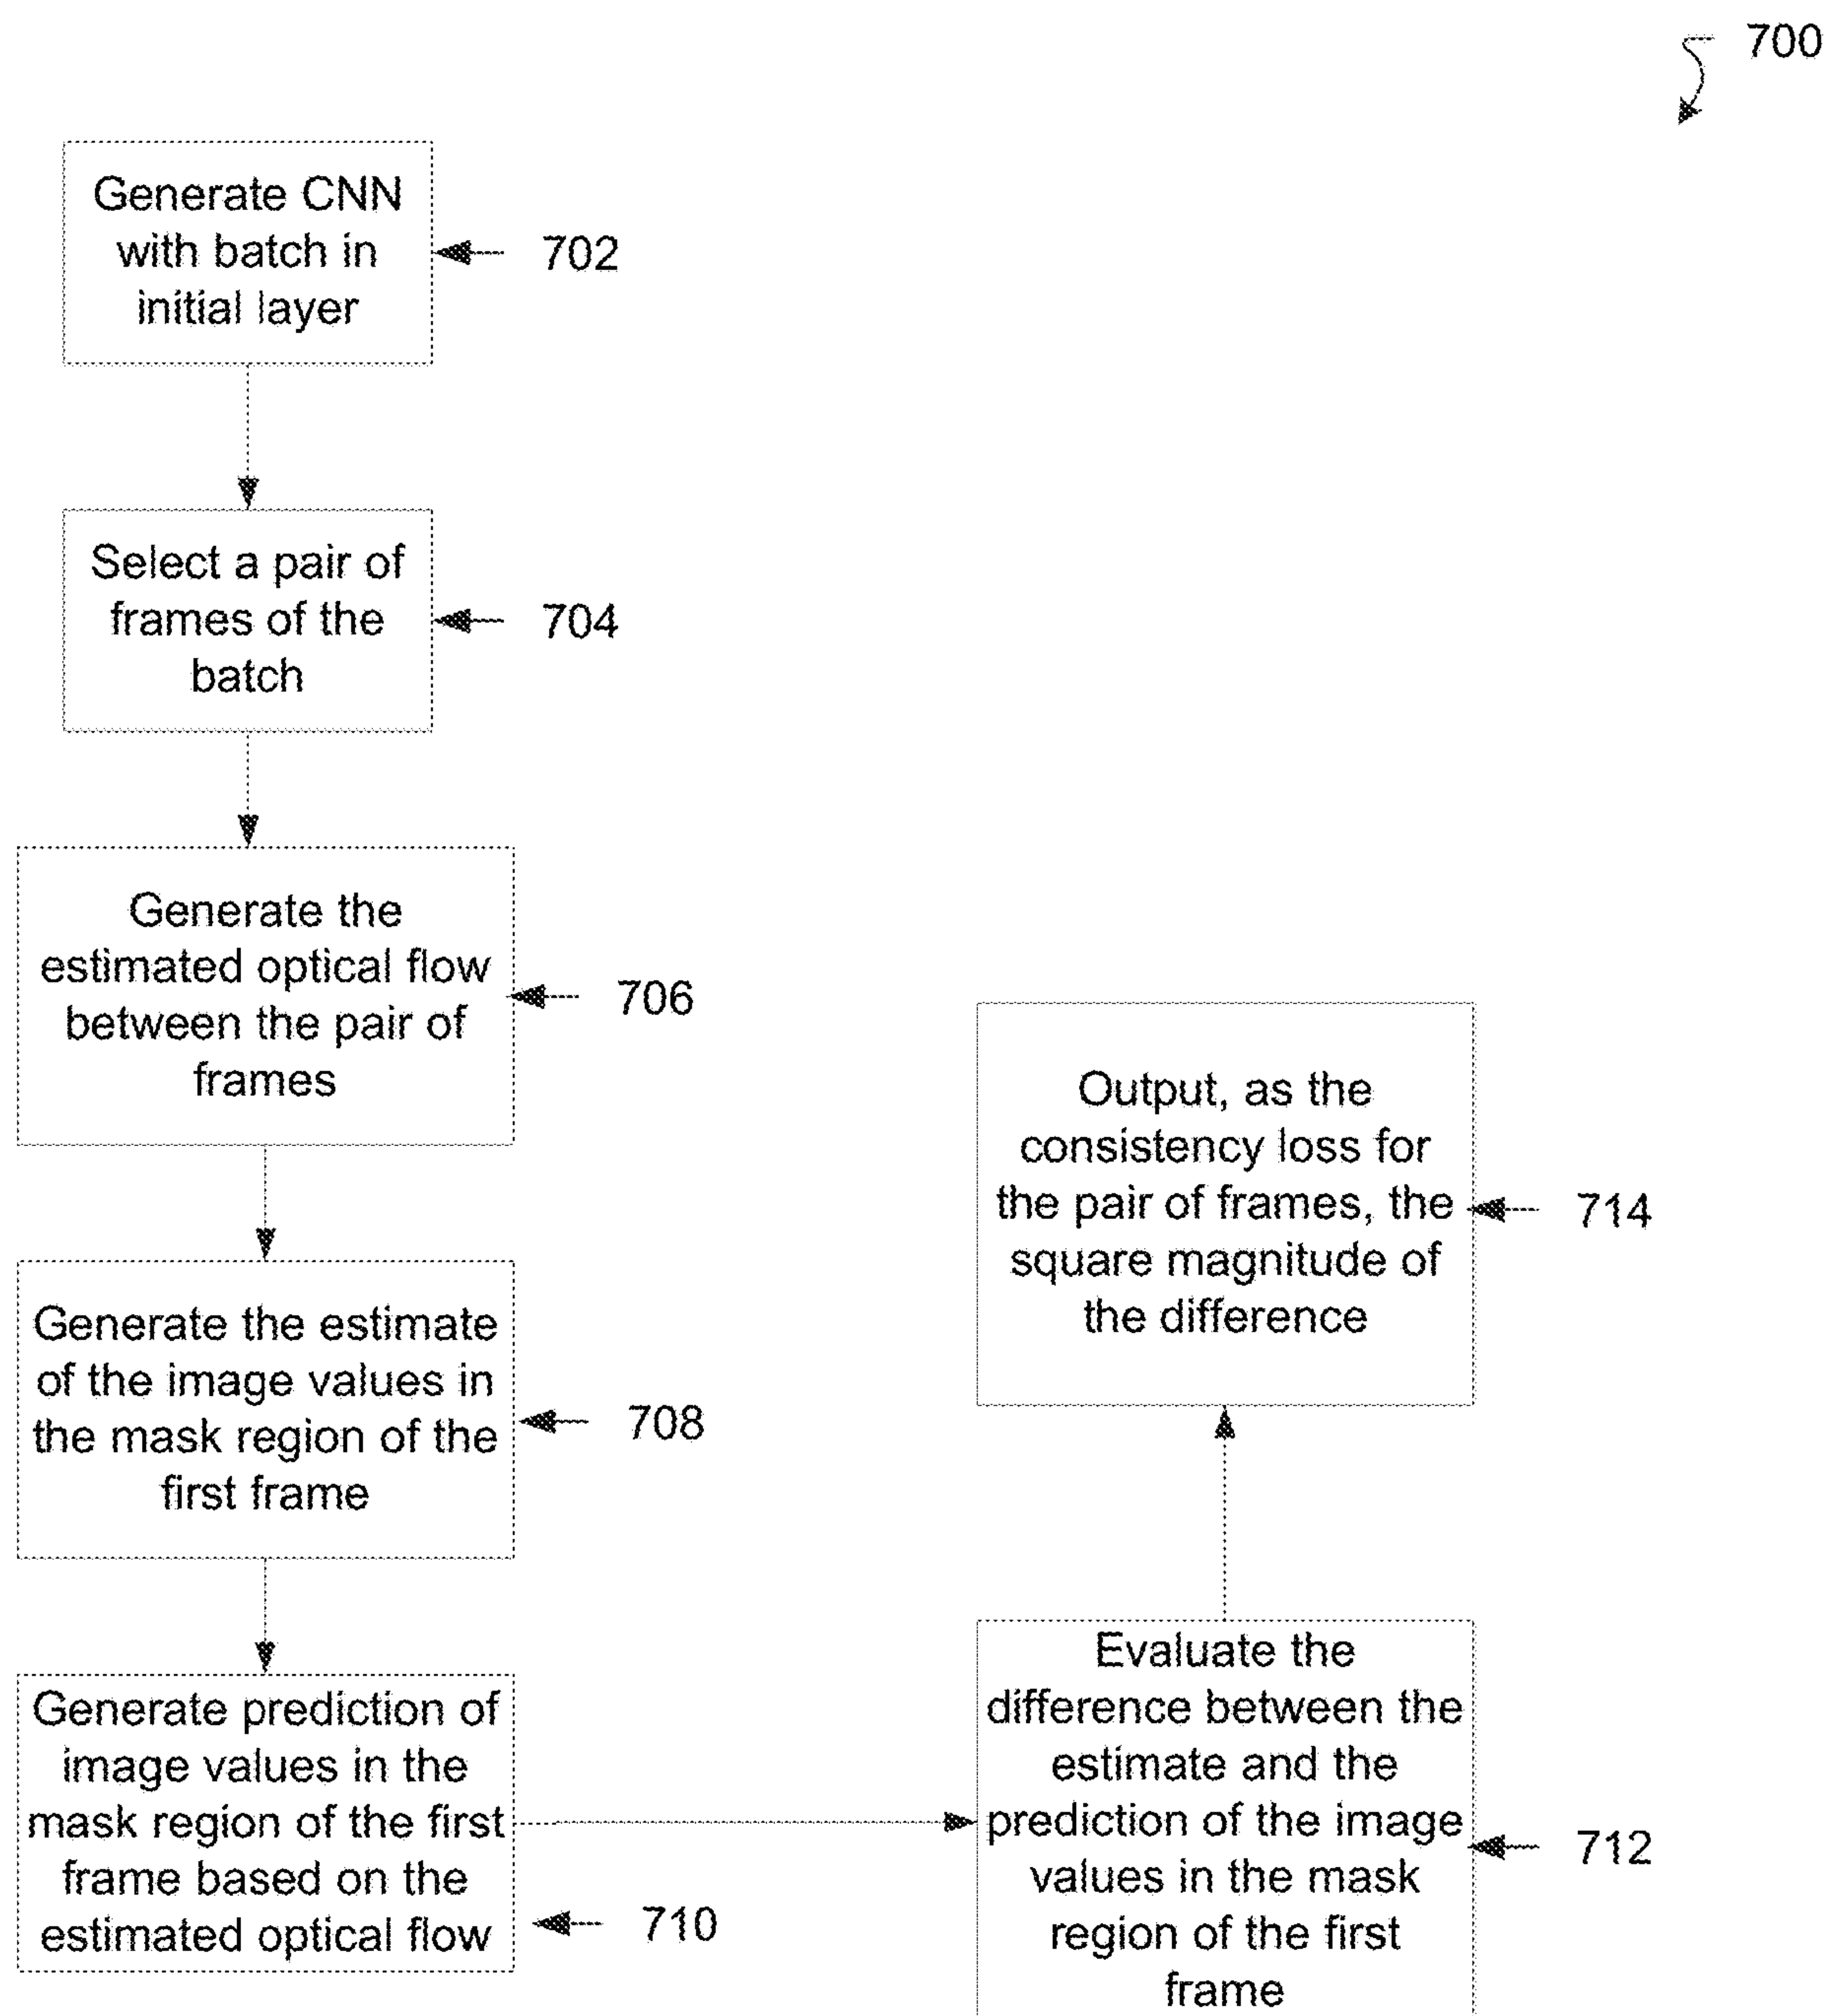 700
Generate CNN
with batch in
initial layer
702
Select a pair of
frames of the
batch
704
Generate the
estimated optical flow
between the pair of
frames
706
Generate the estimate
of the image values in
the mask region of the
first frame
708
Generate prediction of
image values in the
mask region of the first
frame based on the
estimated optical flow
710
Evaluate the
difference between the
estimate and the
prediction of the image
values in the mask
region of the first
frame
712
Output, as the
consistency loss for
the pair of frames, the
square magnitude of
the difference
714